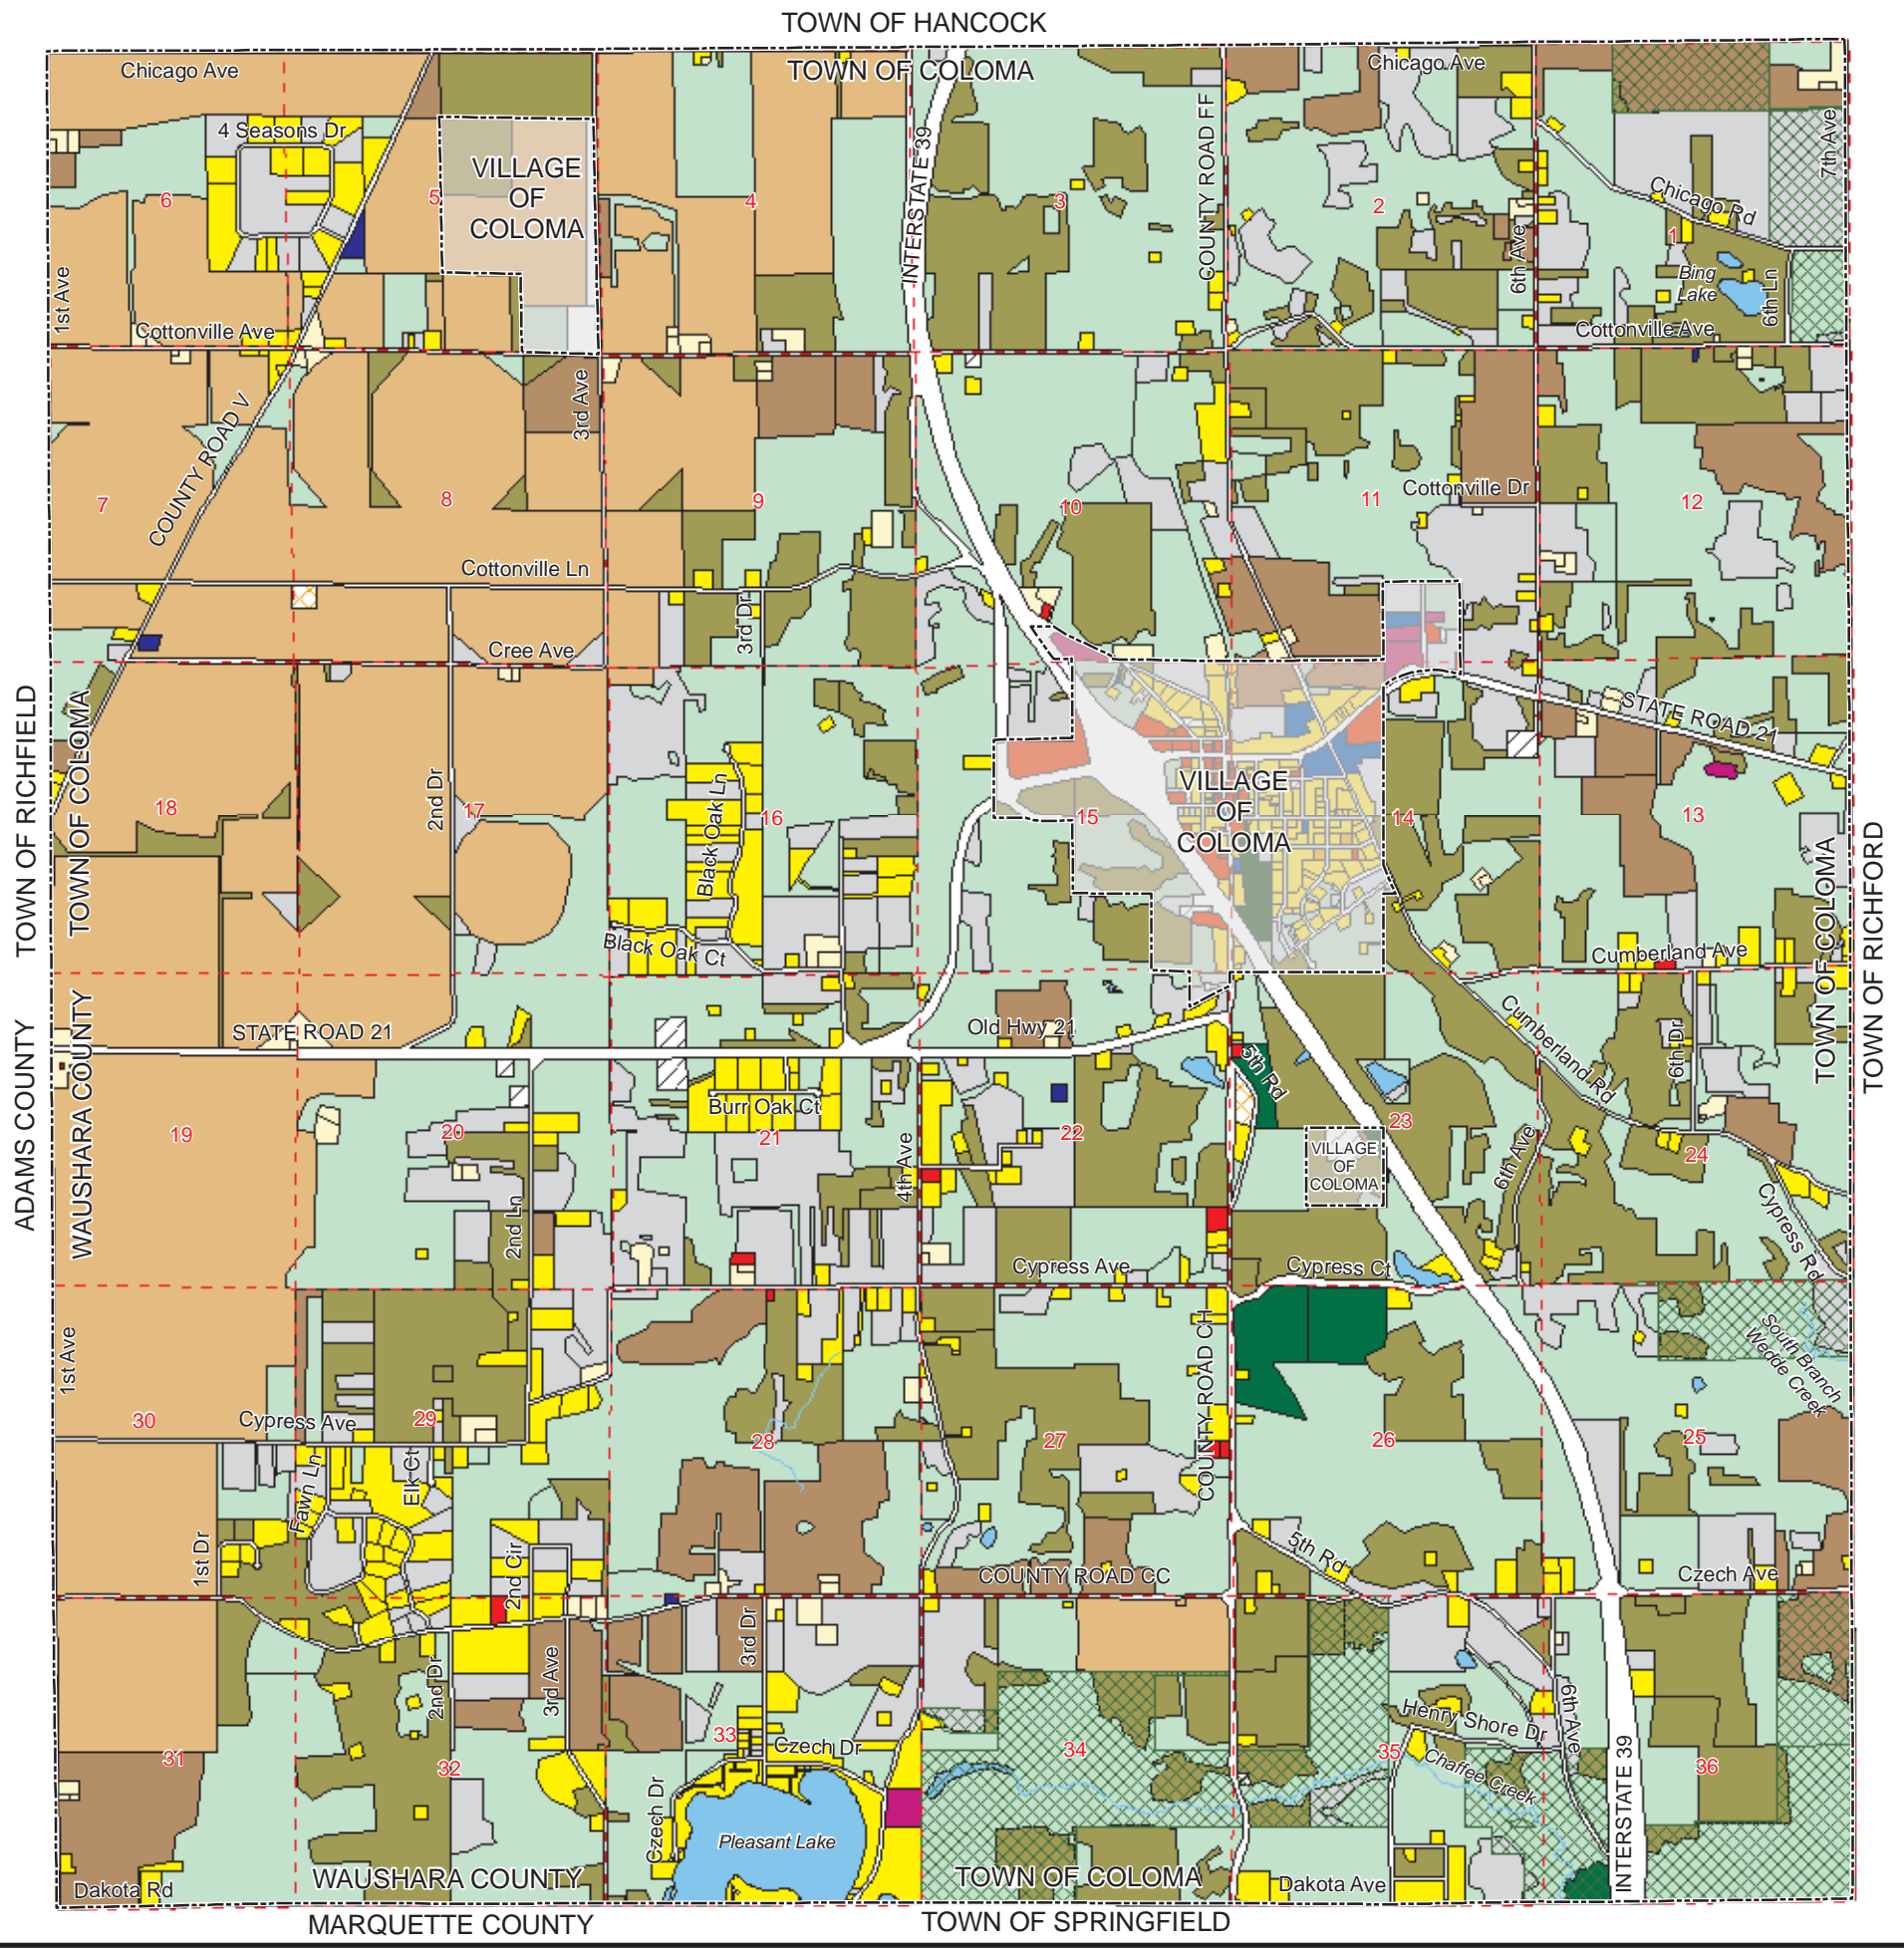 TOWN OF HANCOCK
TOWN OF COLOMA
Chicago Ave
Chicago Ave
4 Seasons Dr
VILLAGE
OF
COLOMA
INTERSTATE 39
COUNTY ROAD FF
7th Ave
Chicago Rd
6
5
4
3
2
1
6th Ave
Bing
Lake
6th Ln
1st Ave
Cottonville Ave
Cottonville Ave
3rd Ave
COUNTY ROAD V
Cottonville Dr
7
8
9
10
11
12
Cottonville Ln
3rd Dr
Cree Ave
TOWN OF RICHFIELD
TOWN OF COLOMA
STATE ROAD 21
2nd Dr
Black Oak Ln
VILLAGE
OF
COLOMA
18
17
16
15
14
13
TOWN OF COLOMA
TOWN OF RICHFORD
Black Oak Ct
Cumberland Ave
ADAMS COUNTY
WAUSHARA COUNTY
STATE ROAD 21
Old Hwy 21
5th Rd
Cumberland Rd
6th Dr
Burr Oak Ct
19
20
21
22
23
24
4th Ave
VILLAGE
OF
COLOMA
6th Ave
2nd Ln
Cypress Rd
Cypress Ave
Cypress Ct
1st Ave
COUNTY ROAD CH
South Branch
Wedde Creek
Cypress Ave
30
29
28
27
26
25
Fawn Ln
Elk Ct
1st Dr
2nd Cir
5th Rd
COUNTY ROAD CC
Czech Ave
3rd Dr
2nd Dr
3rd Ave
Henry Shore Dr
6th Ave
31
32
33
34
35
36
Czech Dr
Chaffee Creek
Czech Dr
Pleasant Lake
INTERSTATE 39
Dakota Rd
WAUSHARA COUNTY
TOWN OF COLOMA
Dakota Ave
MARQUETTE COUNTY
TOWN OF SPRINGFIELD